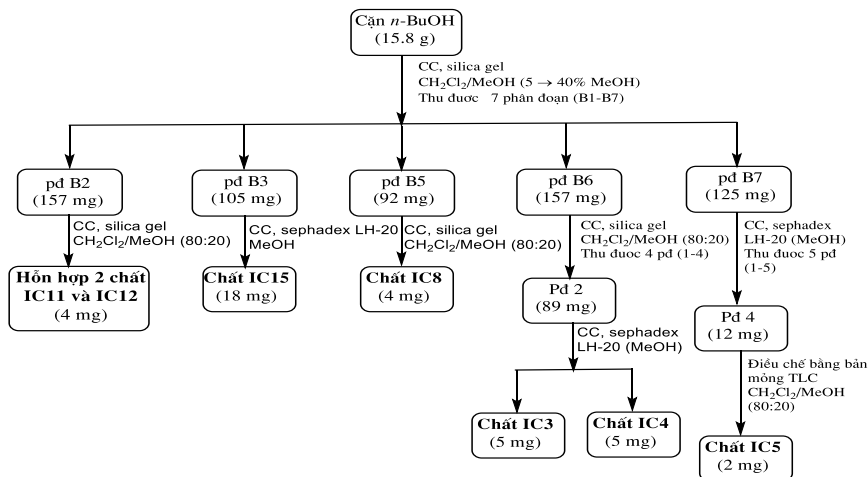 Cặn n-BuOH
(15.8 g)
CC, silica gel
CH₂Cl₂/MeOH (5 → 40% MeOH)
Thu đươc 7 phân đoạn (B1-B7)
pđ B2
(157 mg)
pđ B3
(105 mg)
pđ B5
(92 mg)
pđ B6
(157 mg)
pđ B7
(125 mg)
CC, silica gel
CH₂Cl₂/MeOH (80:20)
CC, sephadex LH-20
MeOH
CC, silica gel
CH₂Cl₂/MeOH (80:20)
CC, silica gel
CH₂Cl₂/MeOH (80:20)
Thu đuoc 4 pđ (1-4)
CC, sephadex
LH-20 (MeOH)
Thu đuoc 5 pđ
(1-5)
Hỗn hợp 2 chất
IC11 và IC12
(4 mg)
Chất IC15
(18 mg)
Chất IC8
(4 mg)
Pđ 2
(89 mg)
Pđ 4
(12 mg)
CC, sephadex
LH-20 (MeOH)
Điều chế bằng bản
mỏng TLC
CH₂Cl₂/MeOH
(80:20)
Chất IC3
(5 mg)
Chất IC4
(5 mg)
Chất IC5
(2 mg)